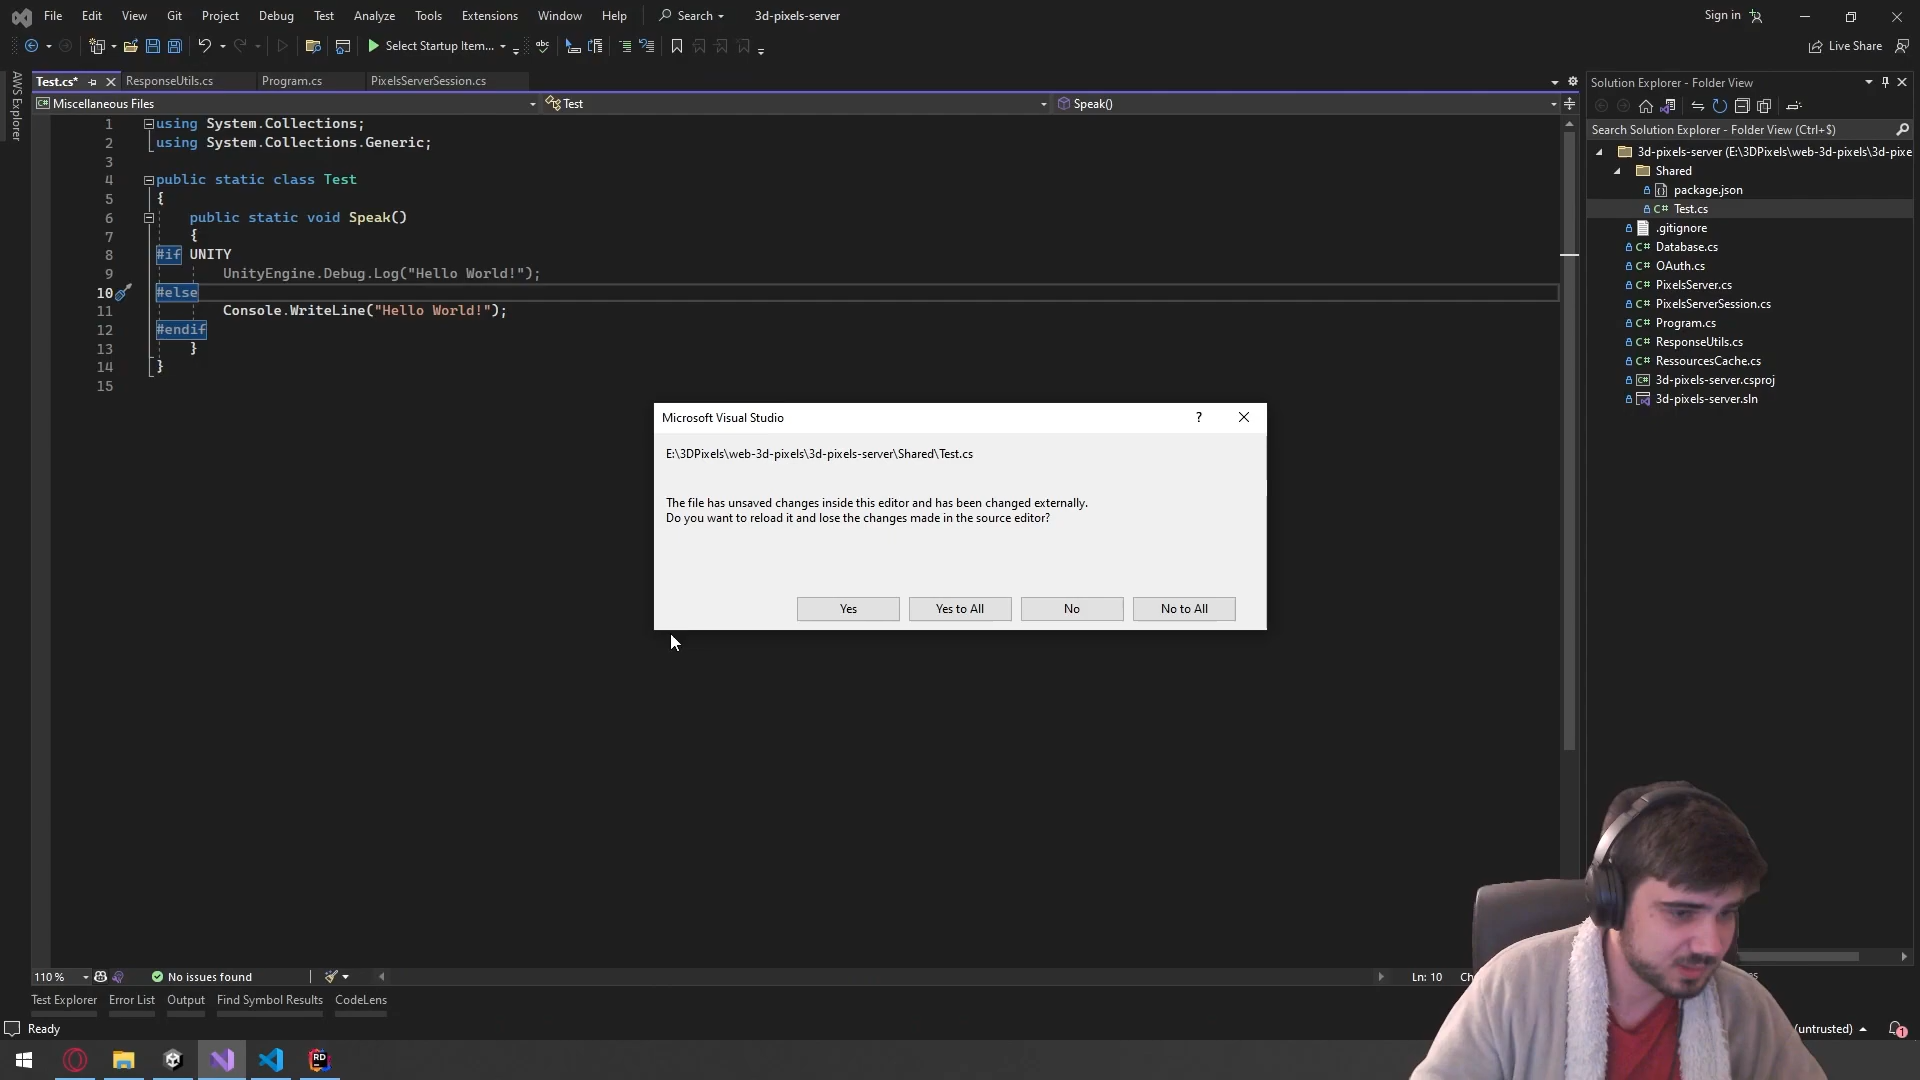 File Edit View Git Project Debug Test Analyze Tools Extensions Window Help Search 3d-pixels-server Sign in
Select Startup Item... Live Share
AWS Explorer
Test.cs* ResponseUtils.cs Program.cs PixelsServerSession.cs
Miscellaneous Files Test Speak()
1 using System.Collections;
2 using System.Collections.Generic;
3
4 public static class Test
5 {
6 public static void Speak()
7 {
8 #if UNITY
9 UnityEngine.Debug.Log("Hello World!");
10 #else
11 Console.WriteLine("Hello World!");
12 #endif
13 }
14 }
15
Microsoft Visual Studio ?
E:\3DPixels\web-3d-pixels\3d-pixels-server\Shared\Test.cs
The file has unsaved changes inside this editor and has been changed externally.
Do you want to reload it and lose the changes made in the source editor?
Yes Yes to All No No to All
Solution Explorer - Folder View
Search Solution Explorer - Folder View (Ctrl+$)
3d-pixels-server (E:\3DPixels\web-3d-pixels\3d-pixe
Shared
package.json
C# Test.cs
.gitignore
C# Database.cs
C# OAuth.cs
C# PixelsServer.cs
C# PixelsServerSession.cs
C# Program.cs
C# ResponseUtils.cs
C# RessourcesCache.cs
3d-pixels-server.csproj
3d-pixels-server.sln
110 % No issues found Ln: 10
Test Explorer Error List Output Find Symbol Results CodeLens
Ready (untrusted) 1
RD